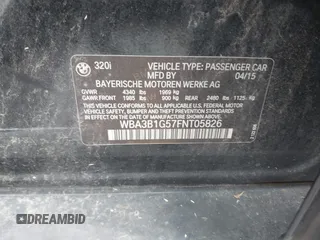 320i VEHICLE TYPE: PASSENGER CAR
MFD BY 04/15
BAYERISCHE MOTOREN WERKE AG
GVWR 4340 lbs 1969 kg
GAWR FRONT 1985 lbs 900 kg REAR 2480 lbs 1125 kg
THIS VEHICLE CONFORMS TO ALL APPLICABLE
U.S. FEDERAL MOTOR VEHICLE SAFETY, BUMPER,
AND THEFT PREVENTION STANDARDS IN EFFECT
ON THE DATE OF MANUFACTURE SHOWN ABOVE.
WBA3B1G57FNT05826
DREAMBID